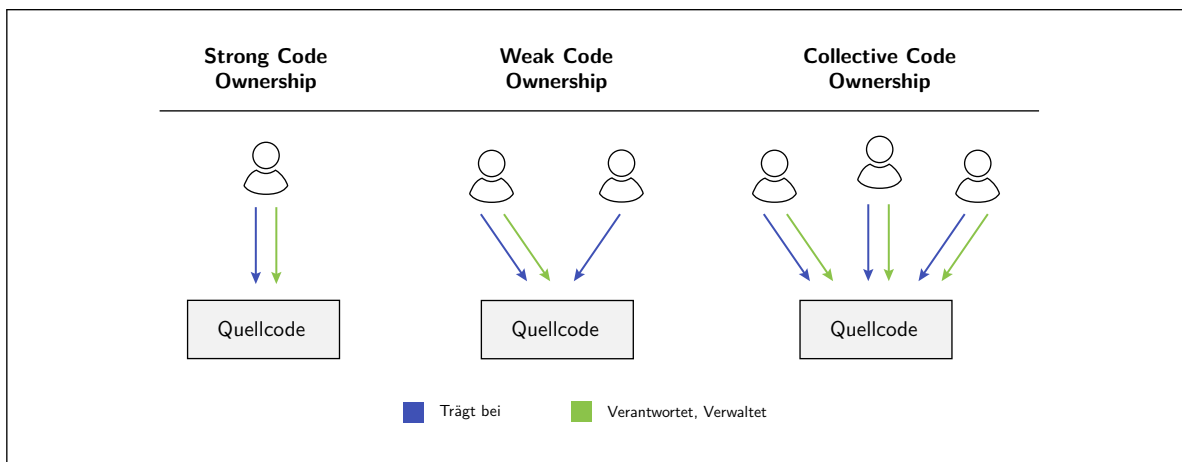 Strong Code
Ownership
Weak Code
Ownership
Collective Code
Ownership
Quellcode
Quellcode
Quellcode
Trägt bei
Verantwortet, Verwaltet